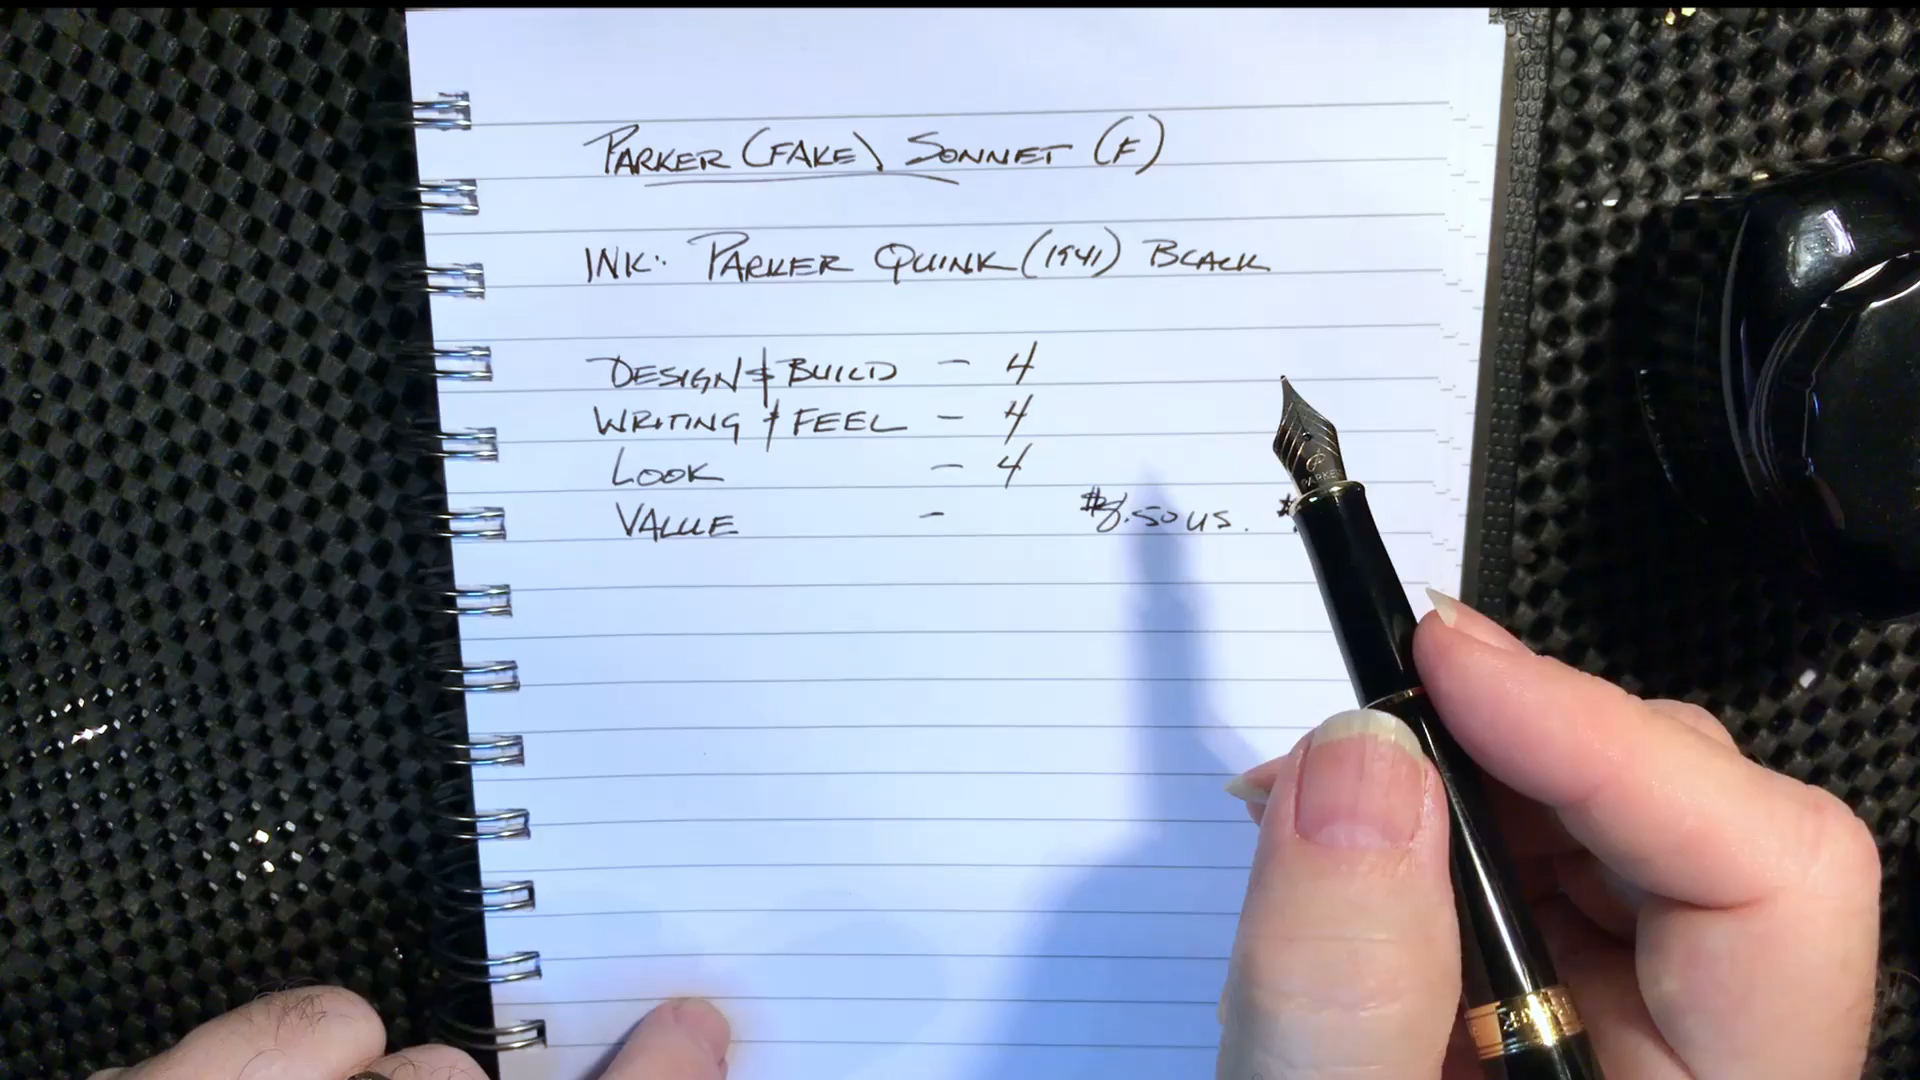 PARKER (FAKE) SONNET (F)
INK: PARKER QUINK (1941) BLACK
DESIGN & BUILD - 4
WRITING & FEEL - 4
LOOK - 4
VALUE - $8.50 US. $
PARKER